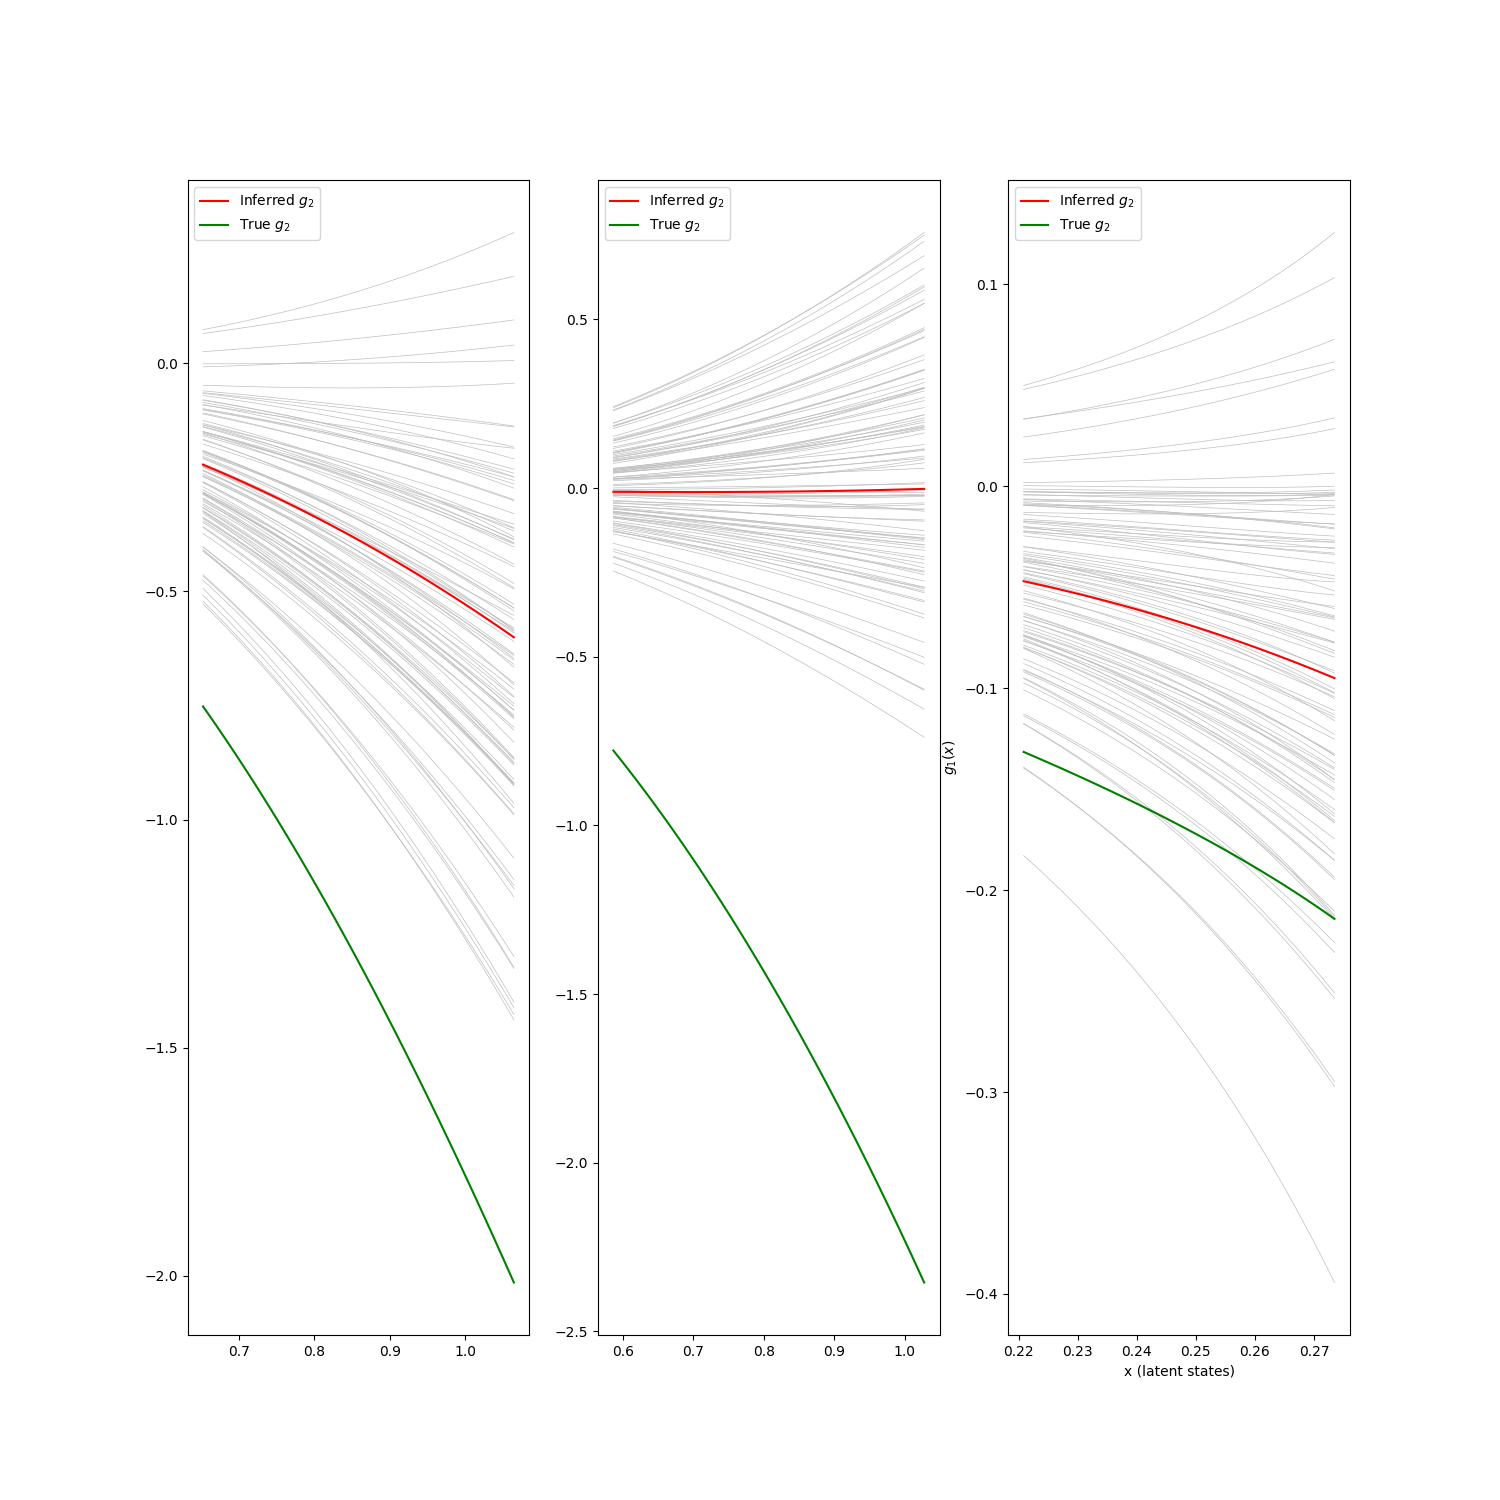 Inferred g₂
True g₂
0.0
−0.5
−1.0
−1.5
−2.0
0.7 0.8 0.9 1.0
Inferred g₂
True g₂
0.5
0.0
−0.5
−1.0
−1.5
−2.0
−2.5
0.6 0.7 0.8 0.9 1.0
Inferred g₂
True g₂
g₁(x)
0.1
0.0
−0.1
−0.2
−0.3
−0.4
0.22 0.23 0.24 0.25 0.26 0.27
x (latent states)